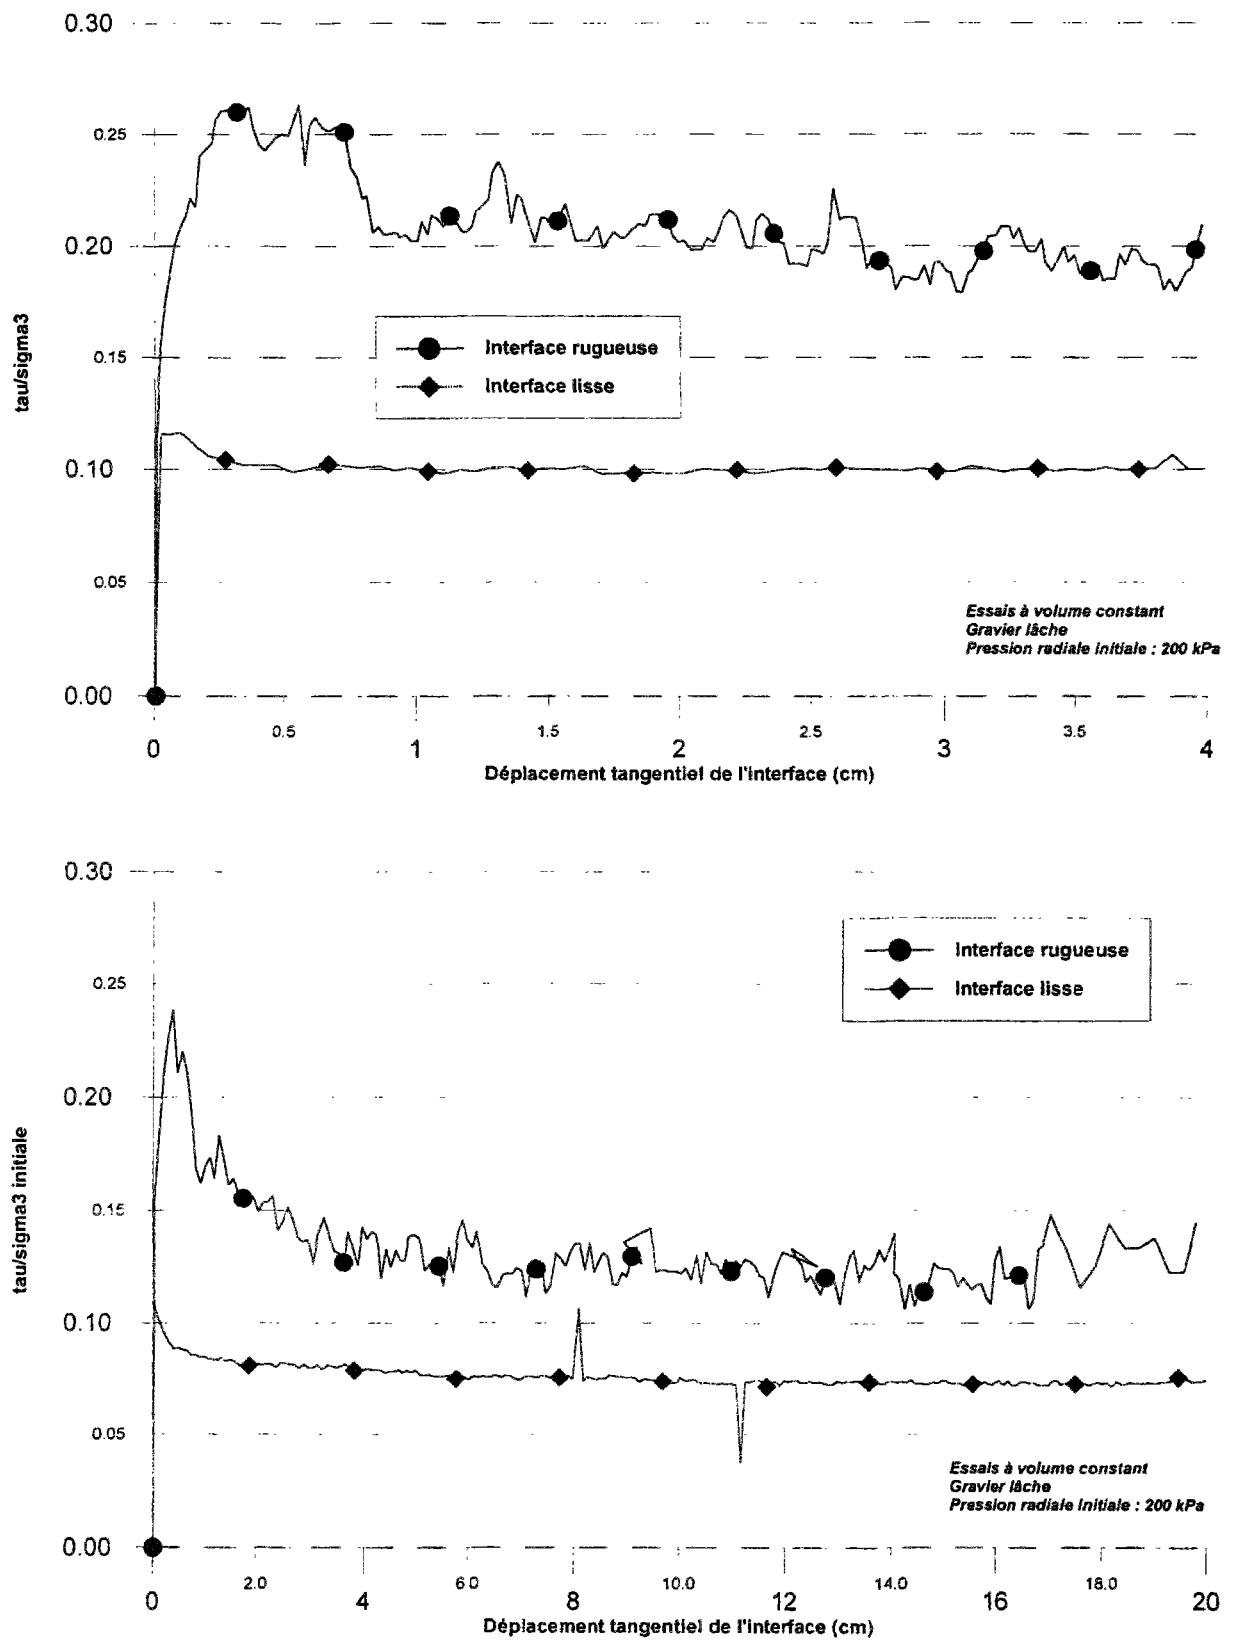 0.30
0.25
0.20
0.15
0.10
0.05
0.00
tau/sigma3
Interface rugueuse
Interface lisse
Essais à volume constant
Gravier lâche
Pression radiale initiale : 200 kPa
0 0.5 1 1.5 2 2.5 3 3.5 4
Déplacement tangentiel de l'interface (cm)
0.30
0.25
0.20
0.15
0.10
0.05
0.00
tau/sigma3 initiale
Interface rugueuse
Interface lisse
Essais à volume constant
Gravier lâche
Pression radiale initiale : 200 kPa
0 2.0 4 6.0 8 10.0 12 14.0 16 18.0 20
Déplacement tangentiel de l'interface (cm)